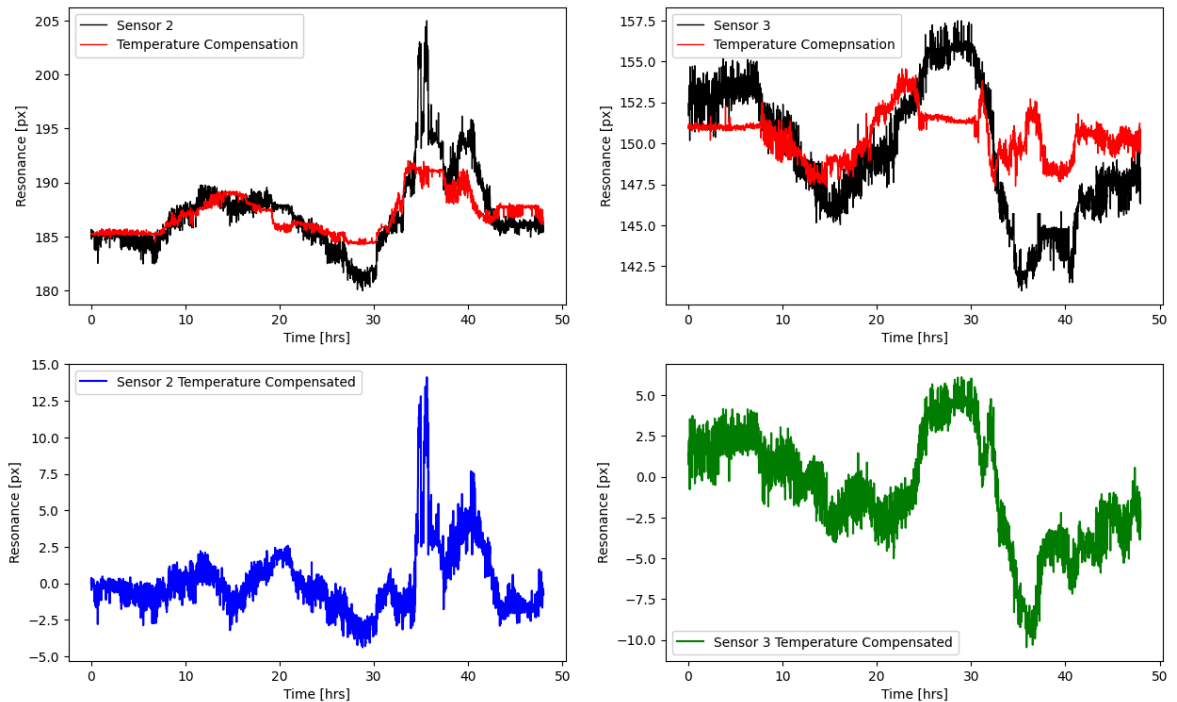 Sensor 2
Temperature Compensation
205
200
195
190
185
180
Resonance [px]
0 10 20 30 40 50
Time [hrs]
Sensor 3
Temperature Comepnsation
157.5
155.0
152.5
150.0
147.5
145.0
142.5
Resonance [px]
0 10 20 30 40 50
Time [hrs]
Sensor 2 Temperature Compensated
15.0
12.5
10.0
7.5
5.0
2.5
0.0
−2.5
−5.0
Resonance [px]
0 10 20 30 40 50
Time [hrs]
5.0
2.5
0.0
−2.5
−5.0
−7.5
−10.0
Resonance [px]
Sensor 3 Temperature Compensated
0 10 20 30 40 50
Time [hrs]